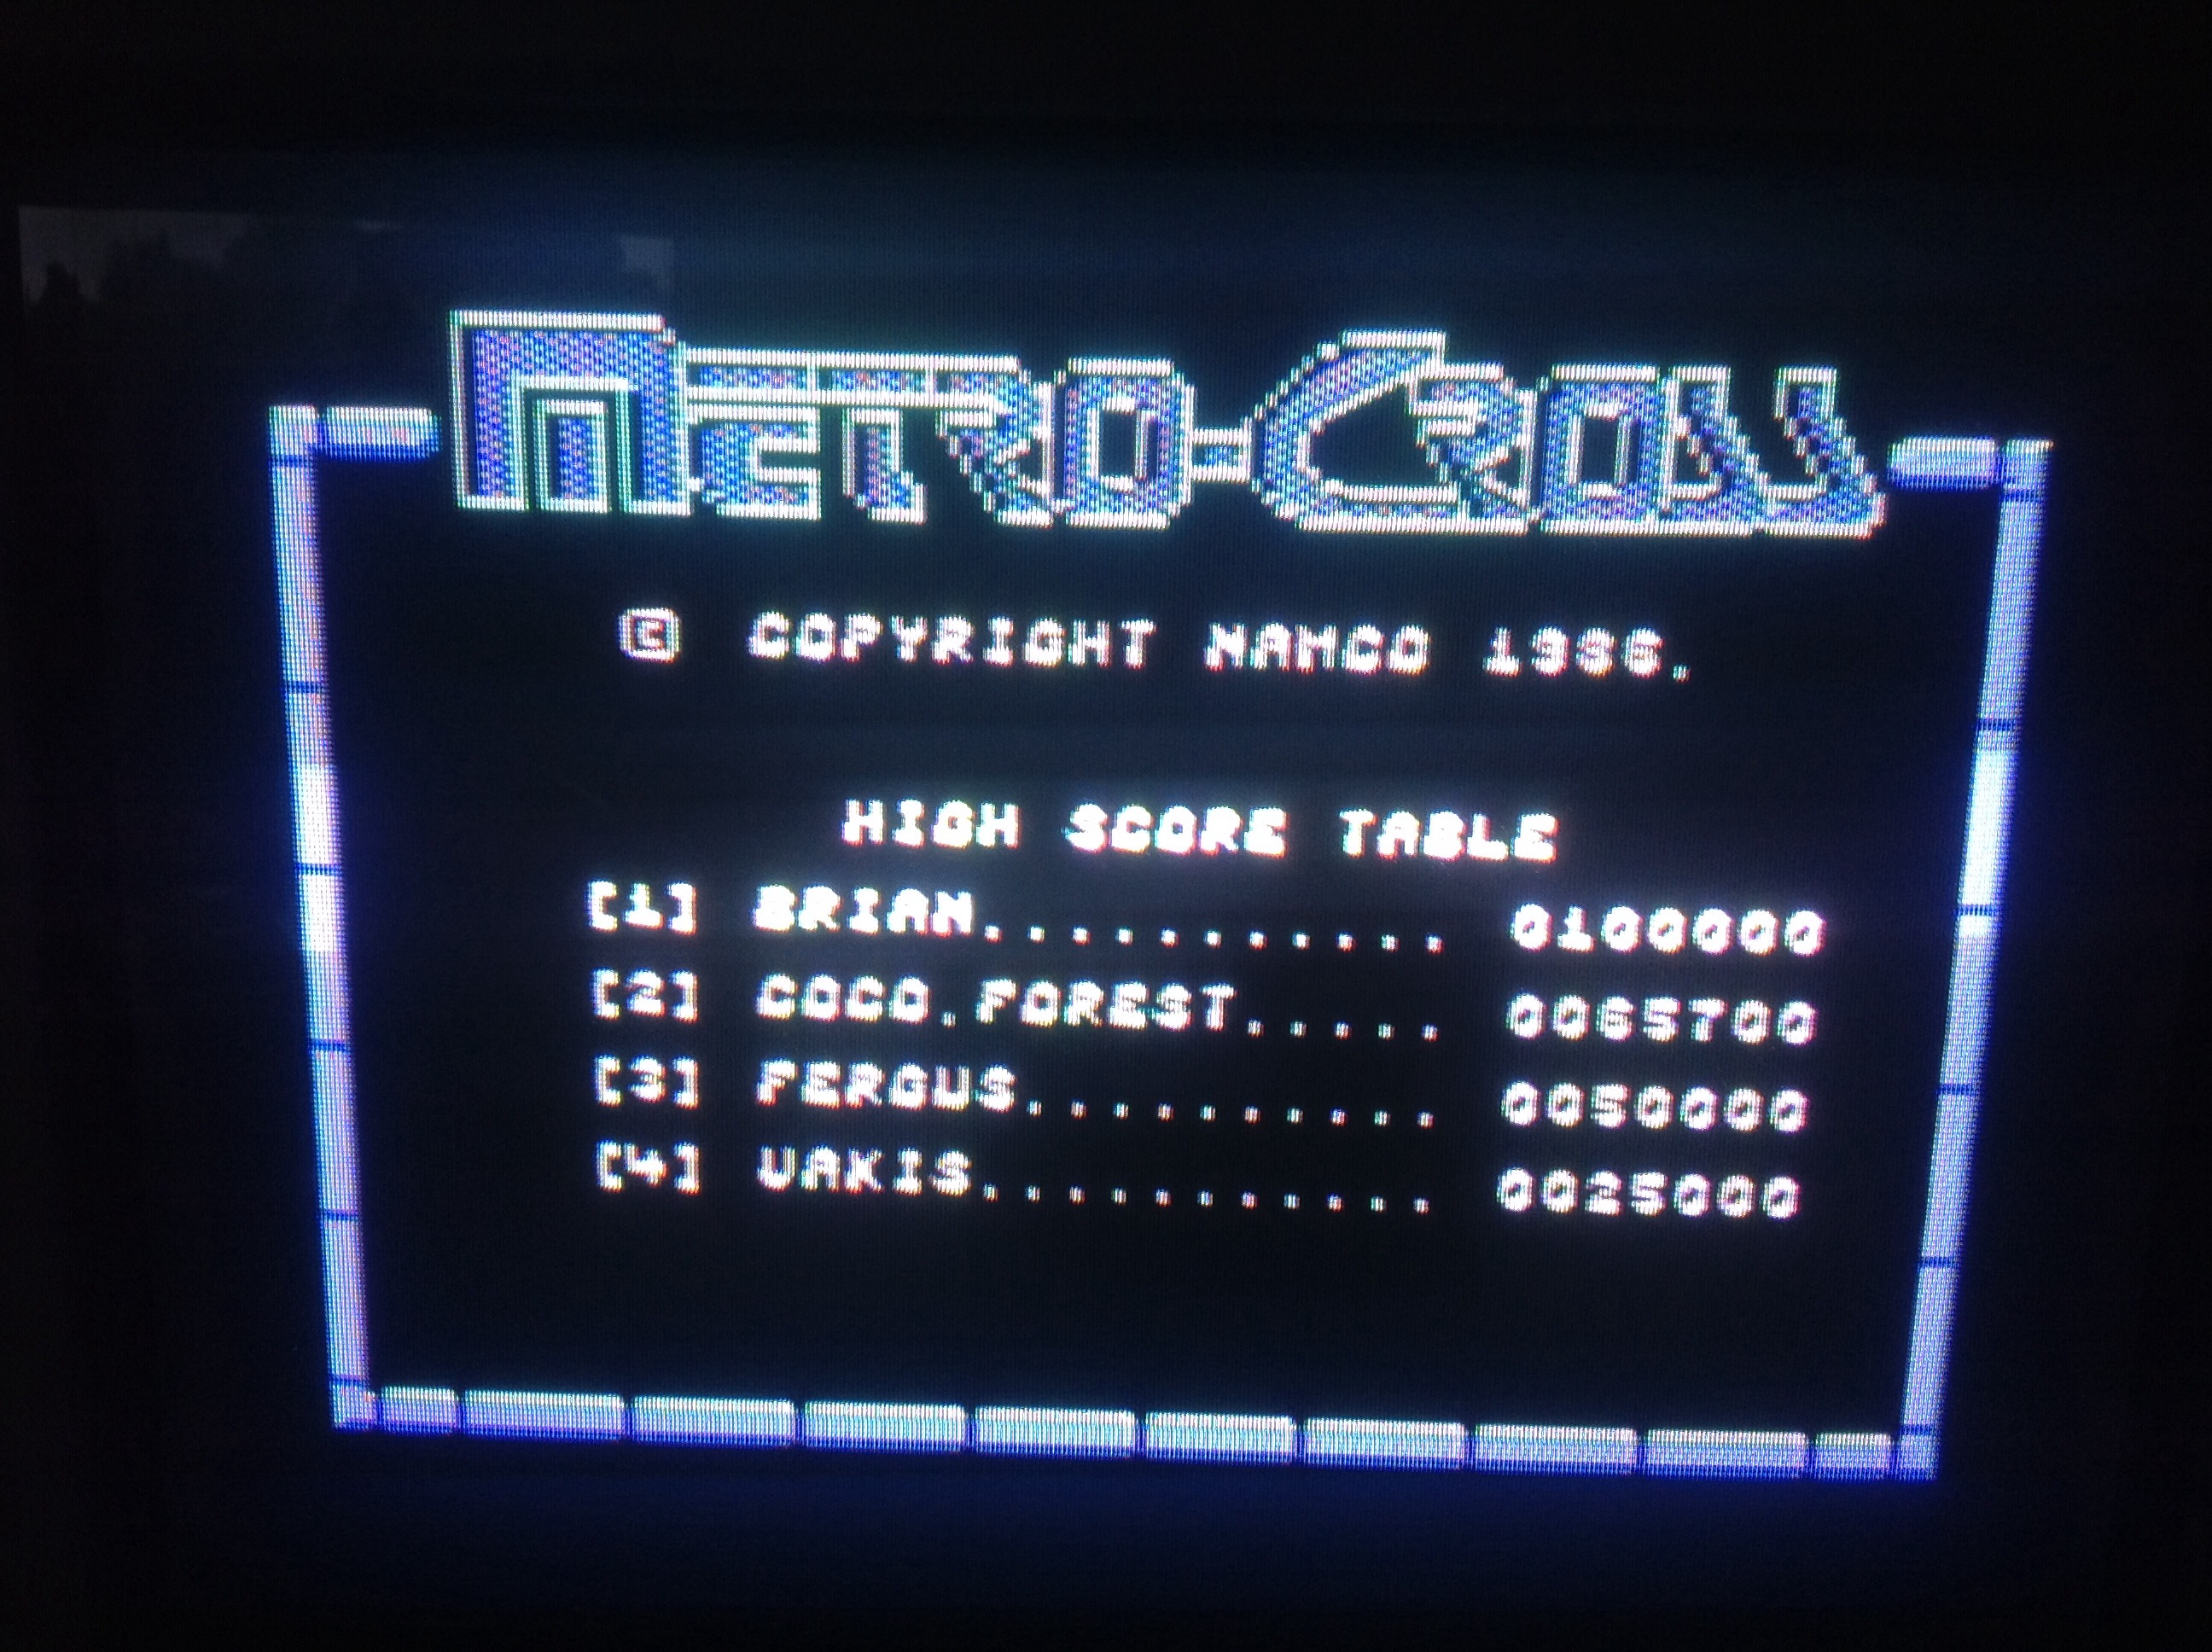 METRO-CROSS
© COPYRIGHT NAMCO 1986.
HIGH SCORE TABLE
[1] BRIAN........... 0100000
[2] COCO.FOREST..... 0065700
[3] FERGUS.......... 0050000
[4] VAKIS........... 0025000